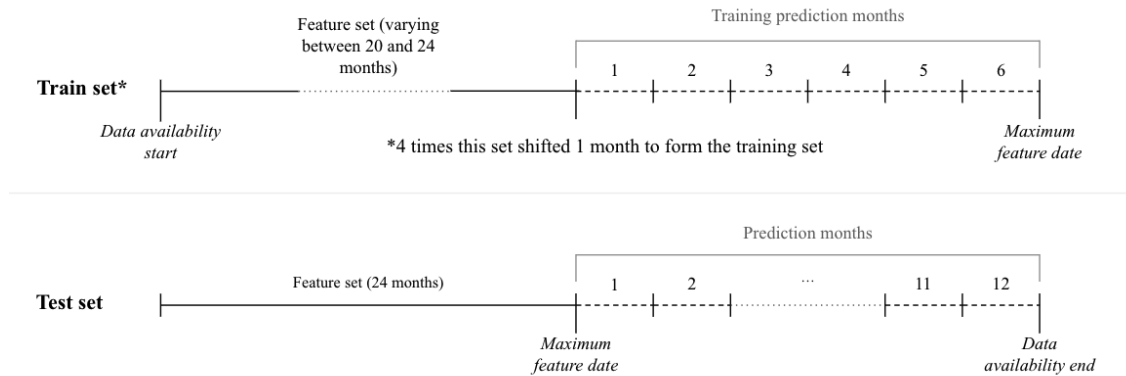 Training prediction months
Feature set (varying
between 20 and 24
months)
1 2 3 4 5 6
Train set*
Data availability
start
*4 times this set shifted 1 month to form the training set
Maximum
feature date
Prediction months
Feature set (24 months)
1 2 ... 11 12
Test set
Maximum
feature date
Data
availability end